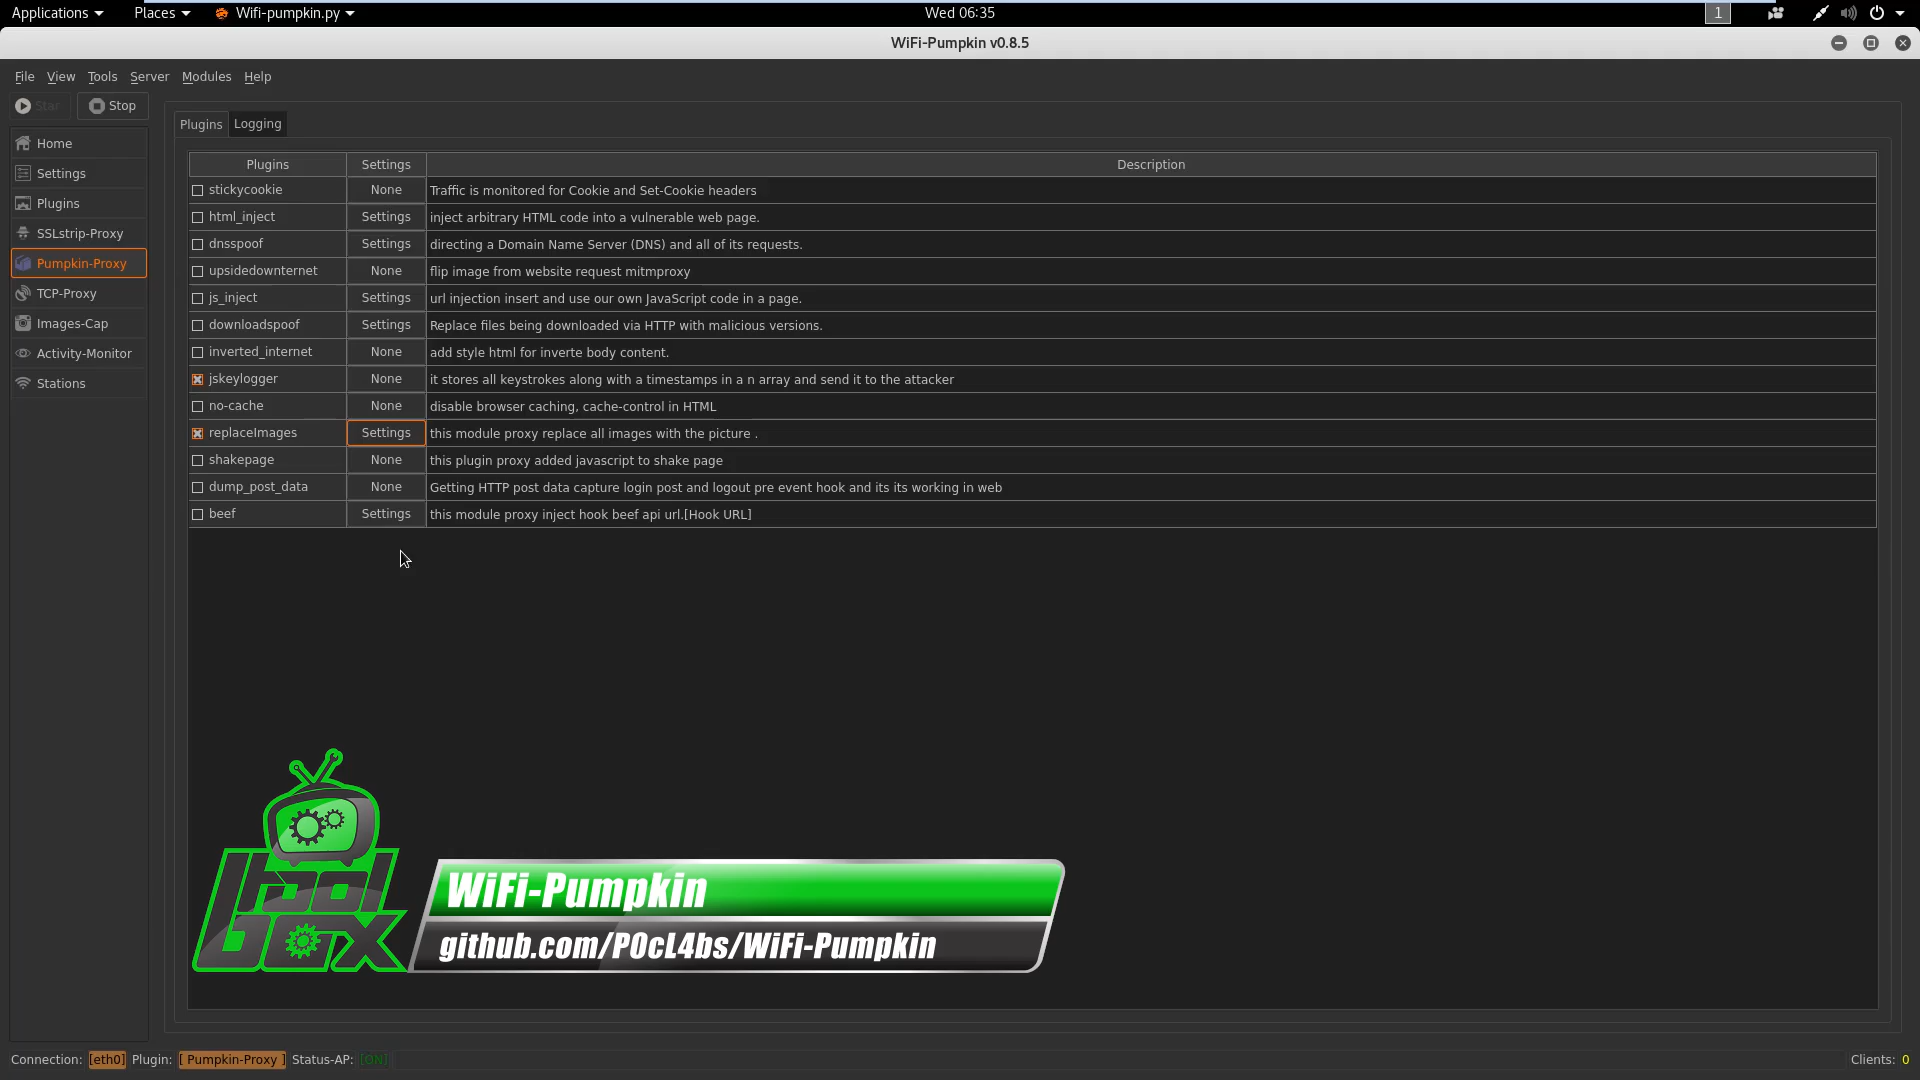 Applications Places Wifi-pumpkin.py Wed 06:35 1
WiFi-Pumpkin v0.8.5
File View Tools Server Modules Help
Start Stop
Plugins Logging
Home
Settings
Plugins
SSLstrip-Proxy
Pumpkin-Proxy
TCP-Proxy
Images-Cap
Activity-Monitor
Stations
Plugins Settings Description
stickycookie None Traffic is monitored for Cookie and Set-Cookie headers
html_inject Settings inject arbitrary HTML code into a vulnerable web page.
dnsspoof Settings directing a Domain Name Server (DNS) and all of its requests.
upsidedownternet None flip image from website request mitmproxy
js_inject Settings url injection insert and use our own JavaScript code in a page.
downloadspoof Settings Replace files being downloaded via HTTP with malicious versions.
inverted_internet None add style html for inverte body content.
jskeylogger None it stores all keystrokes along with a timestamps in a n array and send it to the attacker
no-cache None disable browser caching, cache-control in HTML
replaceImages Settings this module proxy replace all images with the picture .
shakepage None this plugin proxy added javascript to shake page
dump_post_data None Getting HTTP post data capture login post and logout pre event hook and its its working in web
beef Settings this module proxy inject hook beef api url.[Hook URL]
Tool
Box
WiFi-Pumpkin
github.com/P0cL4bs/WiFi-Pumpkin
Connection: [eth0] Plugin: [ Pumpkin-Proxy ] Status-AP: [ON] Clients: 0